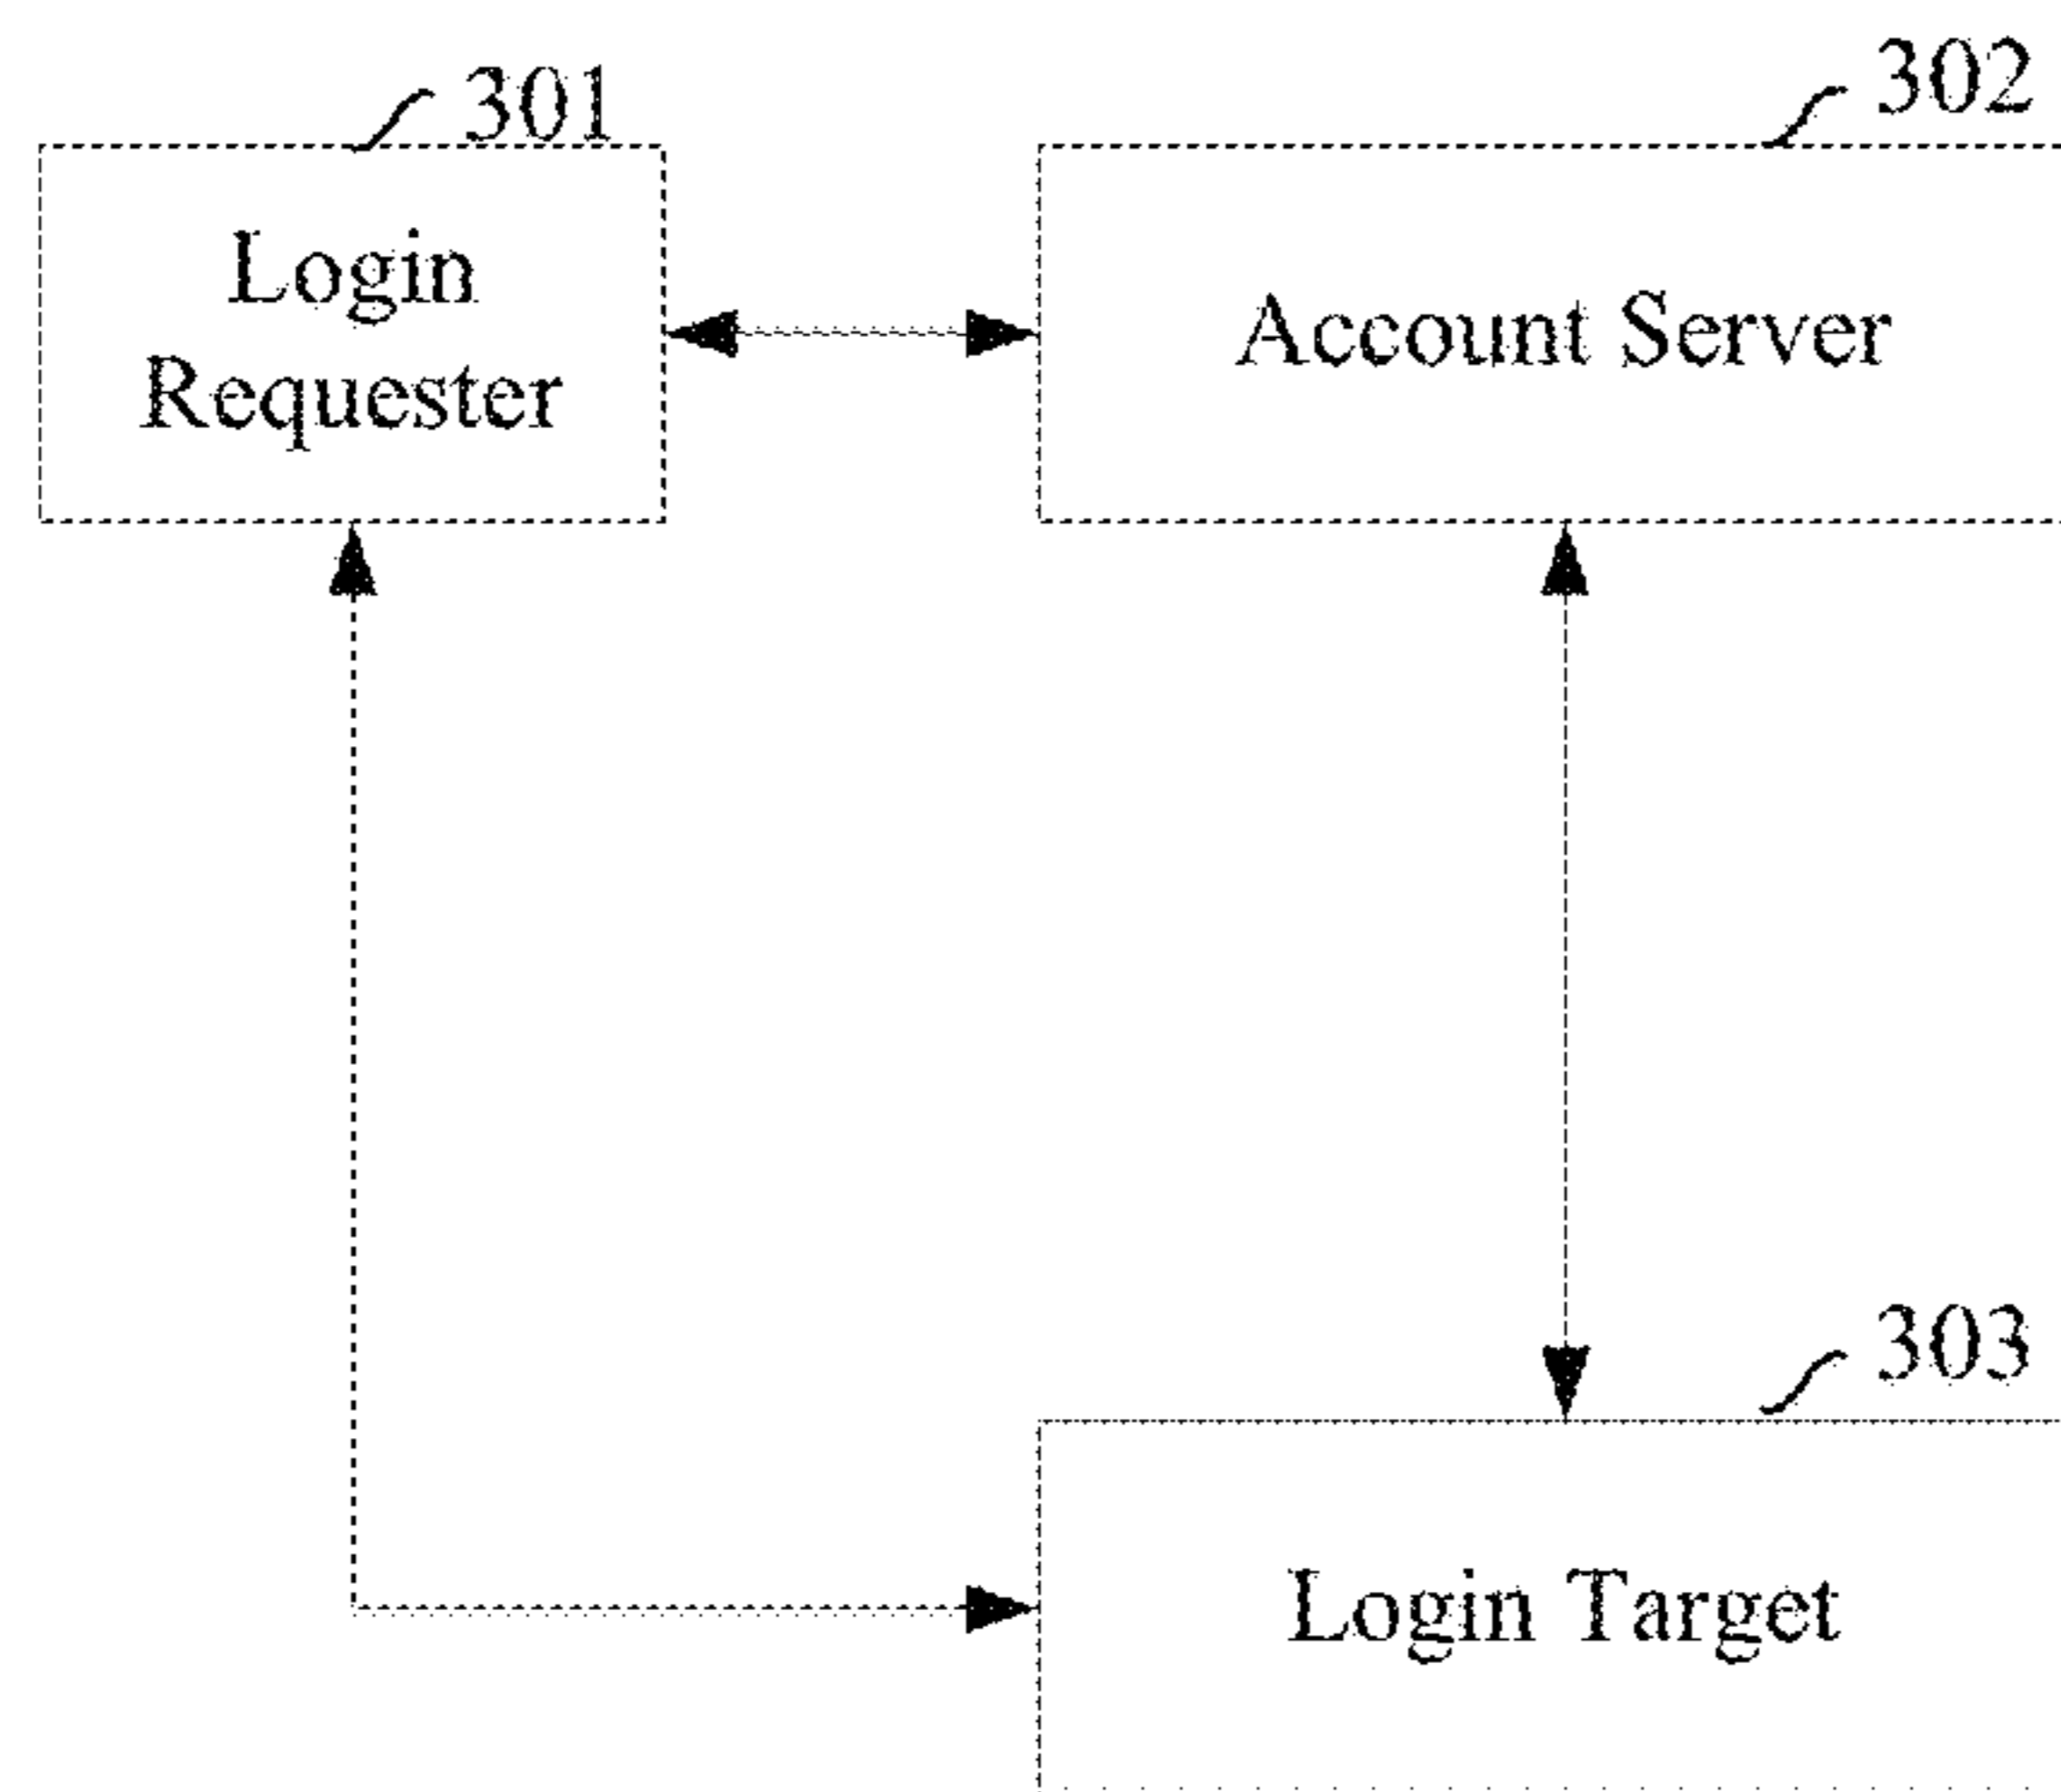 301
302
Login
Requester
Account Server
303
Login Target